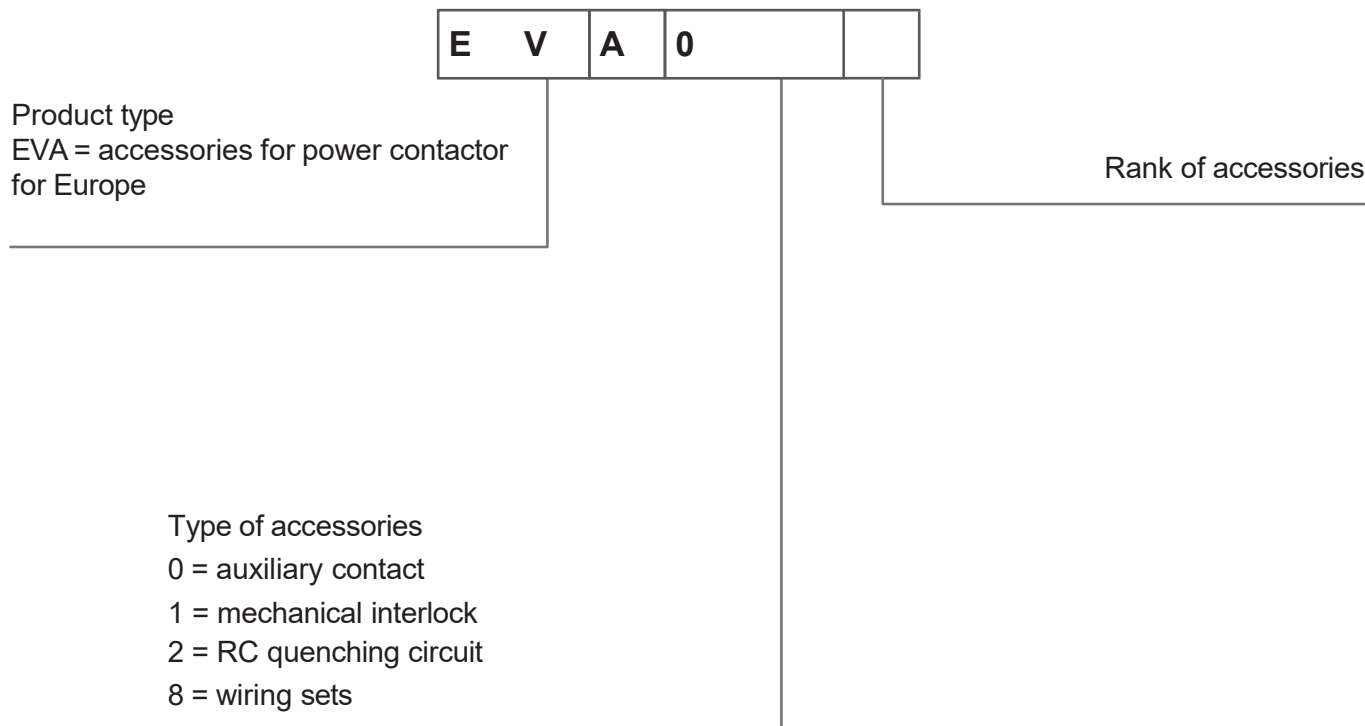 E V A 0
Product type
EVA = accessories for power contactor
for Europe
Rank of accessories
Type of accessories
0 = auxiliary contact
1 = mechanical interlock
2 = RC quenching circuit
8 = wiring sets